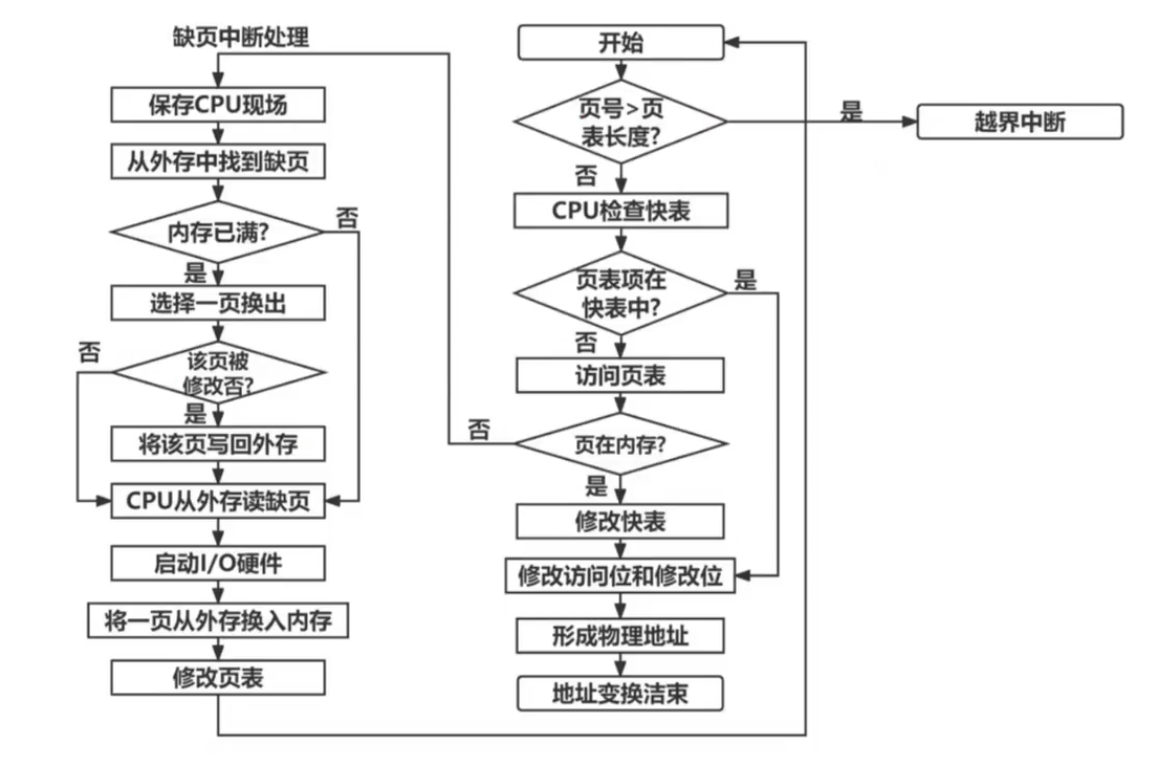 缺页中断处理
保存CPU现场
从外存中找到缺页
内存已满?
否
是
选择一页换出
否
该页被
修改否?
是
将该页写回外存
CPU从外存读缺页
启动I/O硬件
将一页从外存换入内存
修改页表
开始
页号>页
表长度?
是
越界中断
否
CPU检查快表
页表项在
快表中?
是
否
访问页表
否
页在内存?
是
修改快表
修改访问位和修改位
形成物理地址
地址变换洁束